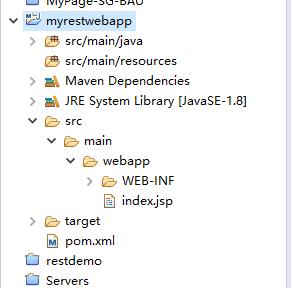 MyPage-SG-BAU
myrestwebapp
src/main/java
src/main/resources
Maven Dependencies
JRE System Library [JavaSE-1.8]
src
main
webapp
WEB-INF
index.jsp
target
pom.xml
restdemo
Servers